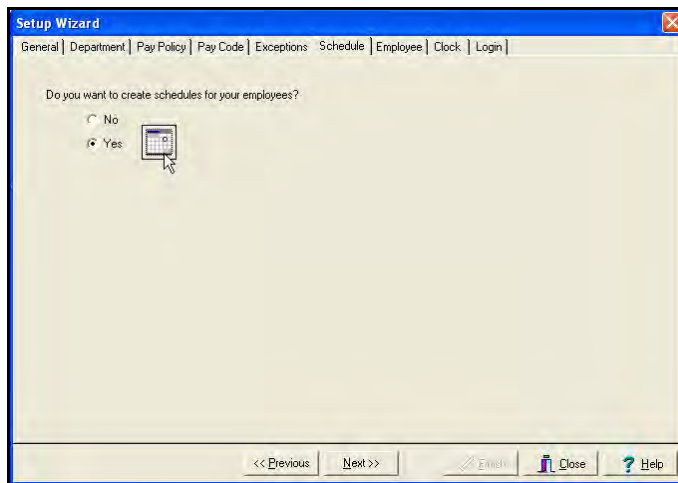 Setup Wizard
General Department Pay Policy Pay Code Exceptions Schedule Employee Clock Login
Do you want to create schedules for your employees?
No
Yes
<< Previous Next >> Finish Close ? Help